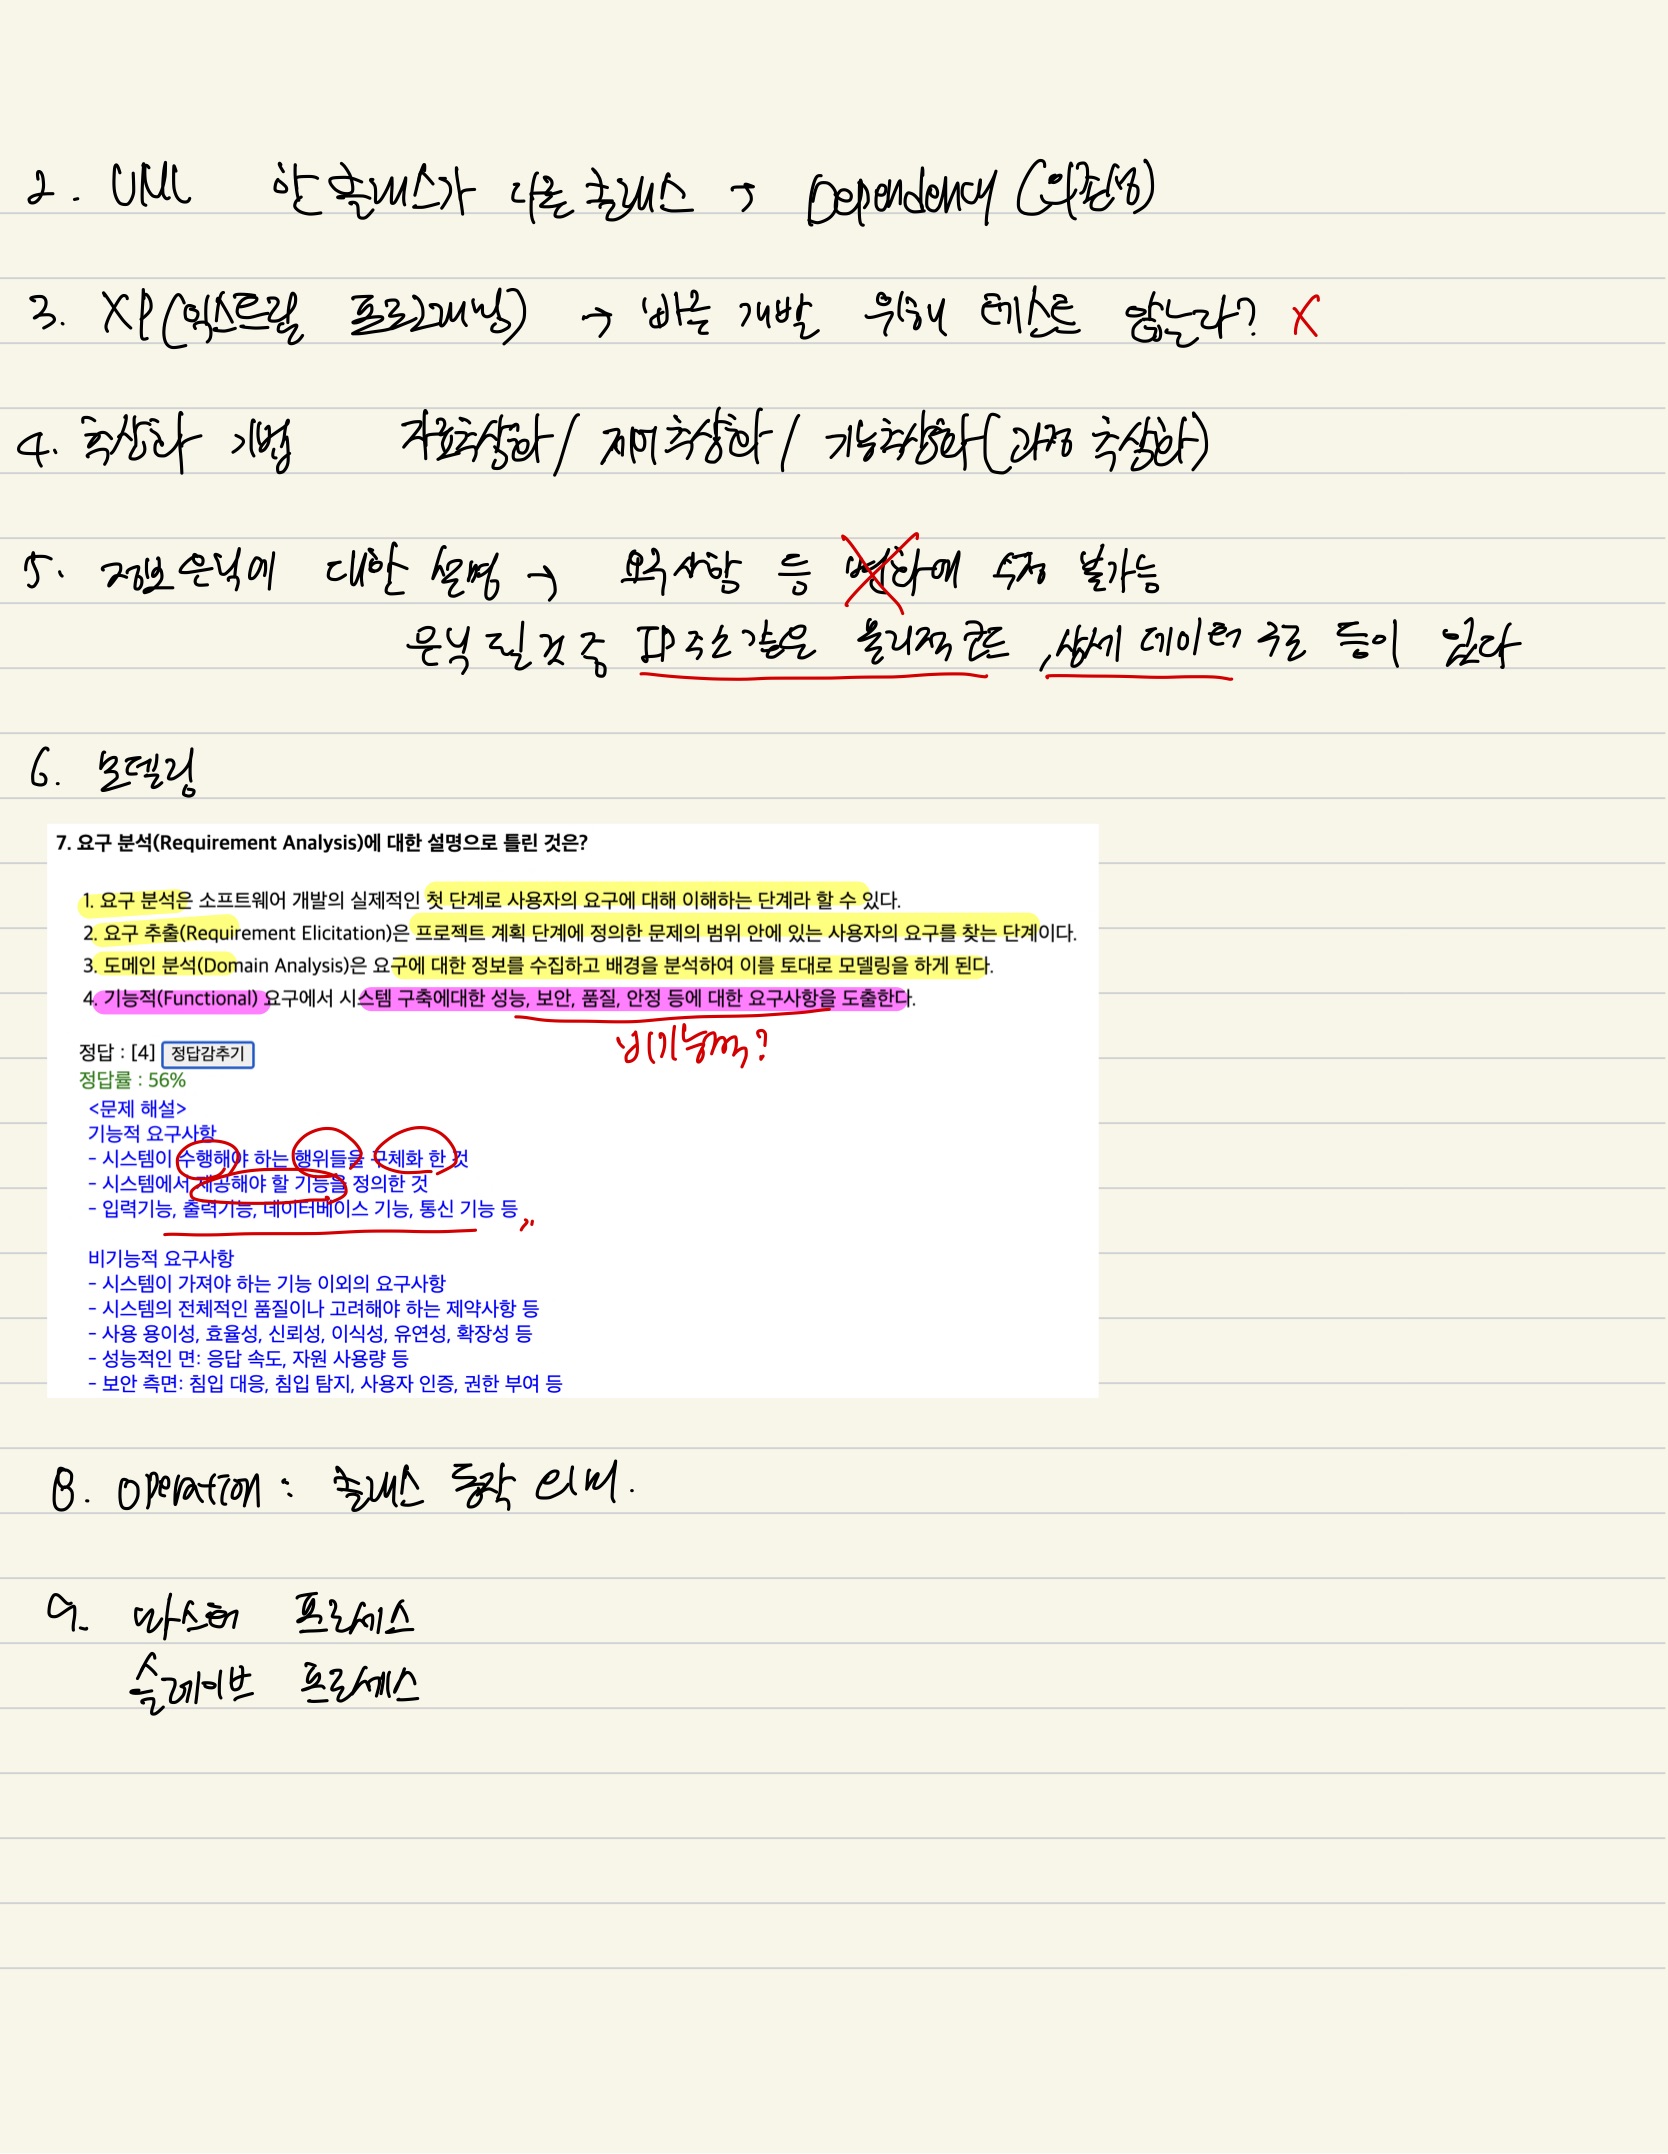 2. UML 한 클래스가 다른 클래스 → Dependency (의존성)
3. XP(익스트림 프로그래밍) → 빠른 개발 위해 테스트 않는다? X
4. 추상화 기법 자료추상화 / 제어추상화 / 기능추상화(과정 추상화)
5. 정보은닉에 대한 설명 → 요구사항 등 변화에 수정 불가능
은닉 될 것 중 IP주소 같은 물리적 코드, 상세 데이터 구조 등이 있다
6. 모델링
7. 요구 분석(Requirement Analysis)에 대한 설명으로 틀린 것은?
1. 요구 분석은 소프트웨어 개발의 실제적인 첫 단계로 사용자의 요구에 대해 이해하는 단계라 할 수 있다.
2. 요구 추출(Requirement Elicitation)은 프로젝트 계획 단계에 정의한 문제의 범위 안에 있는 사용자의 요구를 찾는 단계이다.
3. 도메인 분석(Domain Analysis)은 요구에 대한 정보를 수집하고 배경을 분석하여 이를 토대로 모델링을 하게 된다.
4. 기능적(Functional) 요구에서 시스템 구축에대한 성능, 보안, 품질, 안정 등에 대한 요구사항을 도출한다.
비기능적?
정답 : [4] 정답감추기
정답률 : 56%
<문제 해설>
기능적 요구사항
- 시스템이 수행해야 하는 행위들을 구체화 한 것
- 시스템에서 제공해야 할 기능을 정의한 것
- 입력기능, 출력기능, 데이터베이스 기능, 통신 기능 등
비기능적 요구사항
- 시스템이 가져야 하는 기능 이외의 요구사항
- 시스템의 전체적인 품질이나 고려해야 하는 제약사항 등
- 사용 용이성, 효율성, 신뢰성, 이식성, 유연성, 확장성 등
- 성능적인 면: 응답 속도, 자원 사용량 등
- 보안 측면: 침입 대응, 침입 탐지, 사용자 인증, 권한 부여 등
8. operation : 클래스 동작 의미.
9. 마스터 프로세스
슬레이브 프로세스